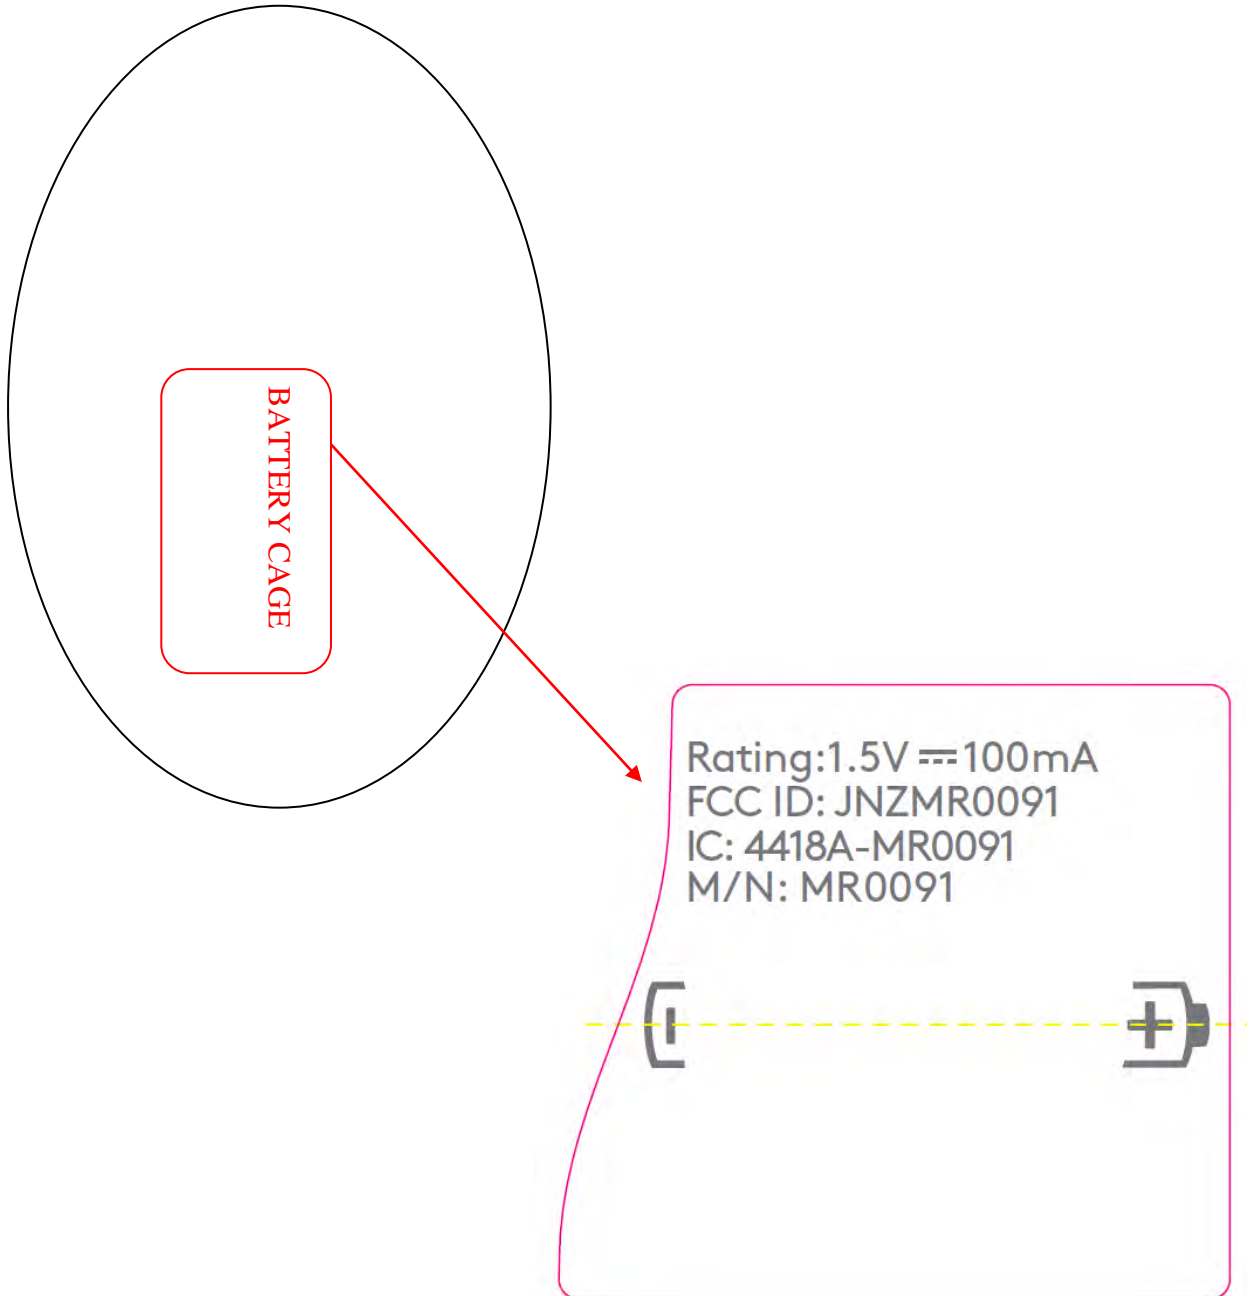 BATTERY CAGE
Rating:1.5V ⎓ 100mA
FCC ID: JNZMR0091
IC: 4418A-MR0091
M/N: MR0091
- +